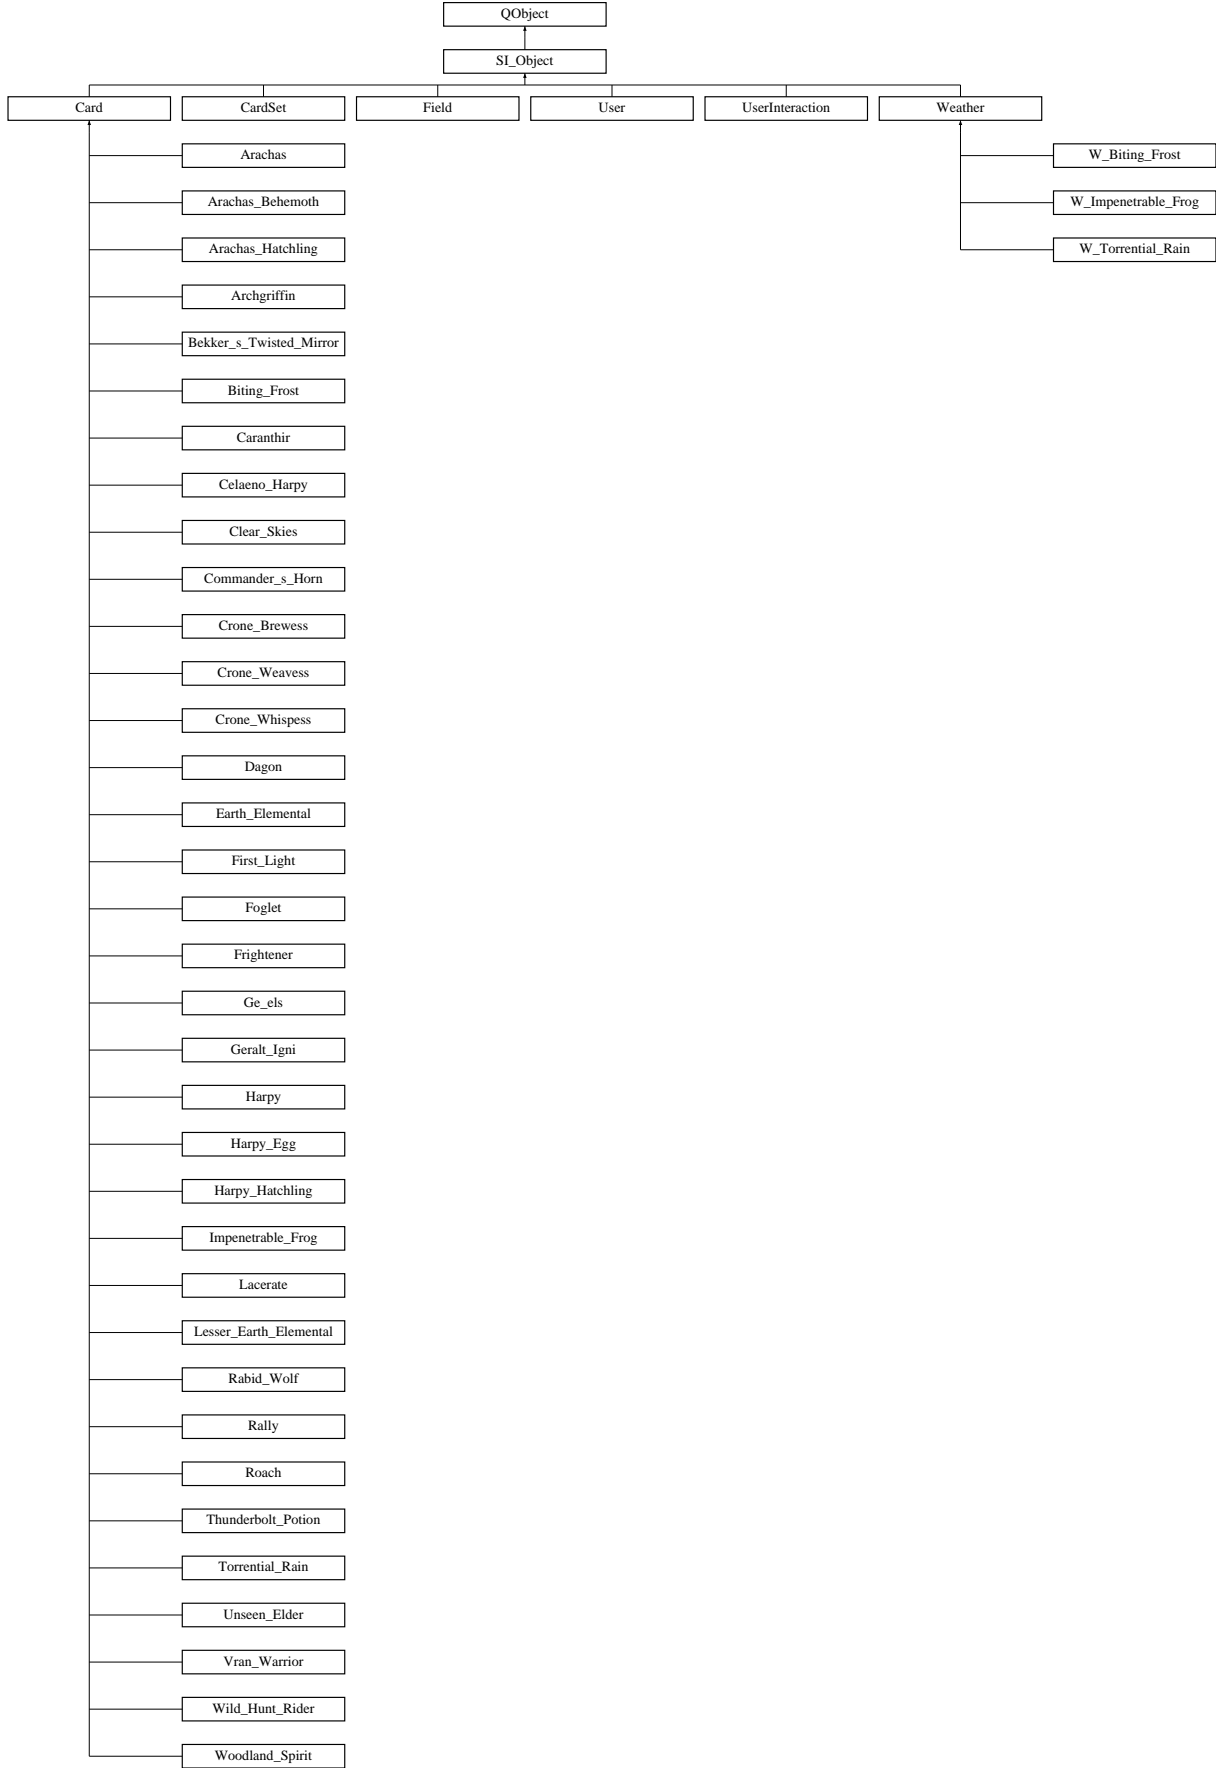 QObject
SI_Object
Card CardSet Field User UserInteraction Weather
Arachas W_Biting_Frost
Arachas_Behemoth W_Impenetrable_Frog
Arachas_Hatchling W_Torrential_Rain
Archgriffin
Bekker_s_Twisted_Mirror
Biting_Frost
Caranthir
Celaeno_Harpy
Clear_Skies
Commander_s_Horn
Crone_Brewess
Crone_Weavess
Crone_Whispess
Dagon
Earth_Elemental
First_Light
Foglet
Frightener
Ge_els
Geralt_Igni
Harpy
Harpy_Egg
Harpy_Hatchling
Impenetrable_Frog
Lacerate
Lesser_Earth_Elemental
Rabid_Wolf
Rally
Roach
Thunderbolt_Potion
Torrential_Rain
Unseen_Elder
Vran_Warrior
Wild_Hunt_Rider
Woodland_Spirit